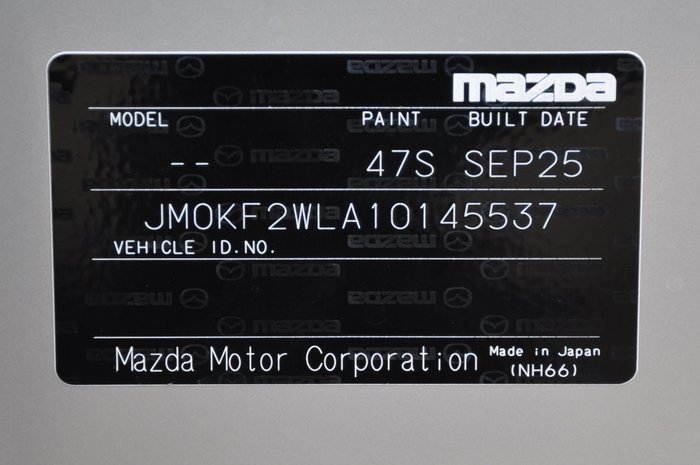 mazda
MODEL PAINT BUILT DATE
-- 47S SEP25
JM0KF2WLA10145537
VEHICLE ID.NO.
Mazda Motor Corporation Made in Japan
(NH66)